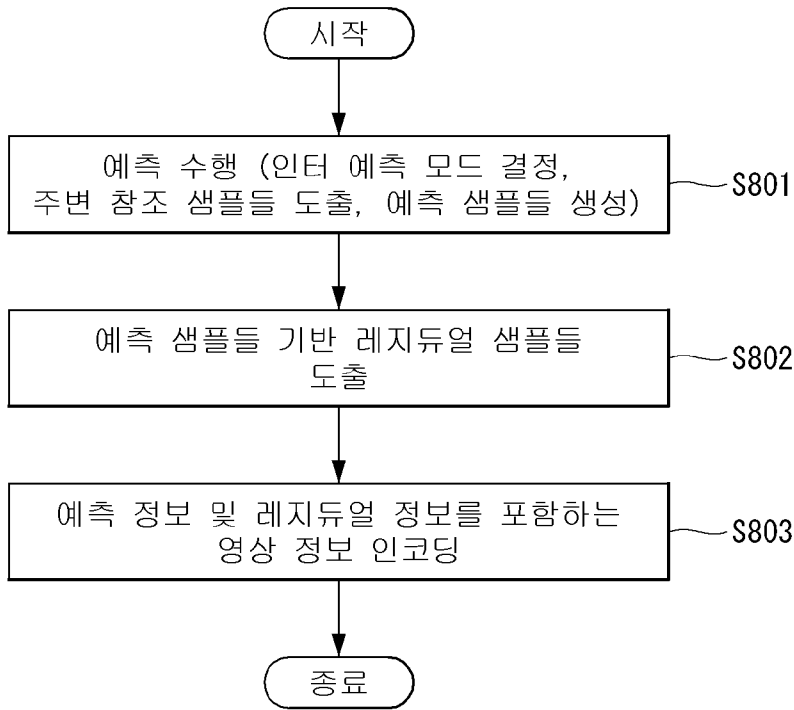 시작
예측 수행 (인터 예측 모드 결정,
주변 참조 샘플들 도출, 예측 샘플들 생성)
S801
예측 샘플들 기반 레지듀얼 샘플들
도출
S802
예측 정보 및 레지듀얼 정보를 포함하는
영상 정보 인코딩
S803
종료